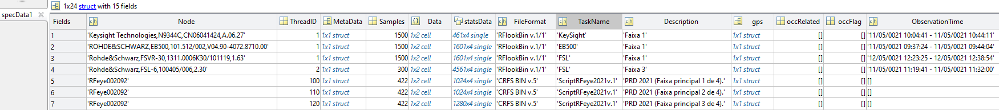 1x24 struct with 15 fields
specData1
Fields Node ThreadID MetaData Samples Data statsData FileFormat TaskName Description gps occRelated occFlag ObservationTime
1 'Keysight Technologies,N9344C,CN06041424,A.06.27' 1 1x1 struct 1500 1x2 cell 461x4 single 'RFlookBin v.1/1' 'KeySight' 'Faixa 1' 1x1 struct [] [] '11/05/0021 10:04:41 - 11/05/0021 10:44:11'
2 'ROHDE&SCHWARZ,EB500,101.512/002,V04.90-4072.8710.00' 1 1x1 struct 1500 1x2 cell 1601x4 single 'RFlookBin v.1/1' 'EB500' 'Faixa 1' 1x1 struct [] [] '11/05/0021 09:37:24 - 11/05/0021 09:44:04'
3 'Rohde&Schwarz,FSVR-30,1311.0006K30/101119,1.63' 1 1x1 struct 1500 1x2 cell 1601x4 single 'RFlookBin v.1/1' 'FSL' 'Faixa 1' 1x1 struct [] [] '12/05/0021 12:23:25 - 12/05/0021 12:38:54'
4 'Rohde&Schwarz,FSL-6,100405/006,2.30' 2 1x1 struct 300 1x2 cell 4561x4 single 'RFlookBin v.1/1' 'FSL' 'Faixa 3' 1x1 struct [] [] '11/05/0021 11:19:41 - 11/05/0021 11:32:00'
5 'RFeye002092' 100 1x1 struct 422 1x2 cell 1024x4 single 'CRFS BIN v.5' 'ScriptRFeye2021v.1' 'PRD 2021 (Faixa principal 1 de 4).' 1x1 struct [] [] []
6 'RFeye002092' 110 1x1 struct 422 1x2 cell 1024x4 single 'CRFS BIN v.5' 'ScriptRFeye2021v.1' 'PRD 2021 (Faixa principal 2 de 4).' 1x1 struct [] [] []
7 'RFeye002092' 120 1x1 struct 422 1x2 cell 1280x4 single 'CRFS BIN v.5' 'ScriptRFeye2021v.1' 'PRD 2021 (Faixa principal 3 de 4).' 1x1 struct [] [] []